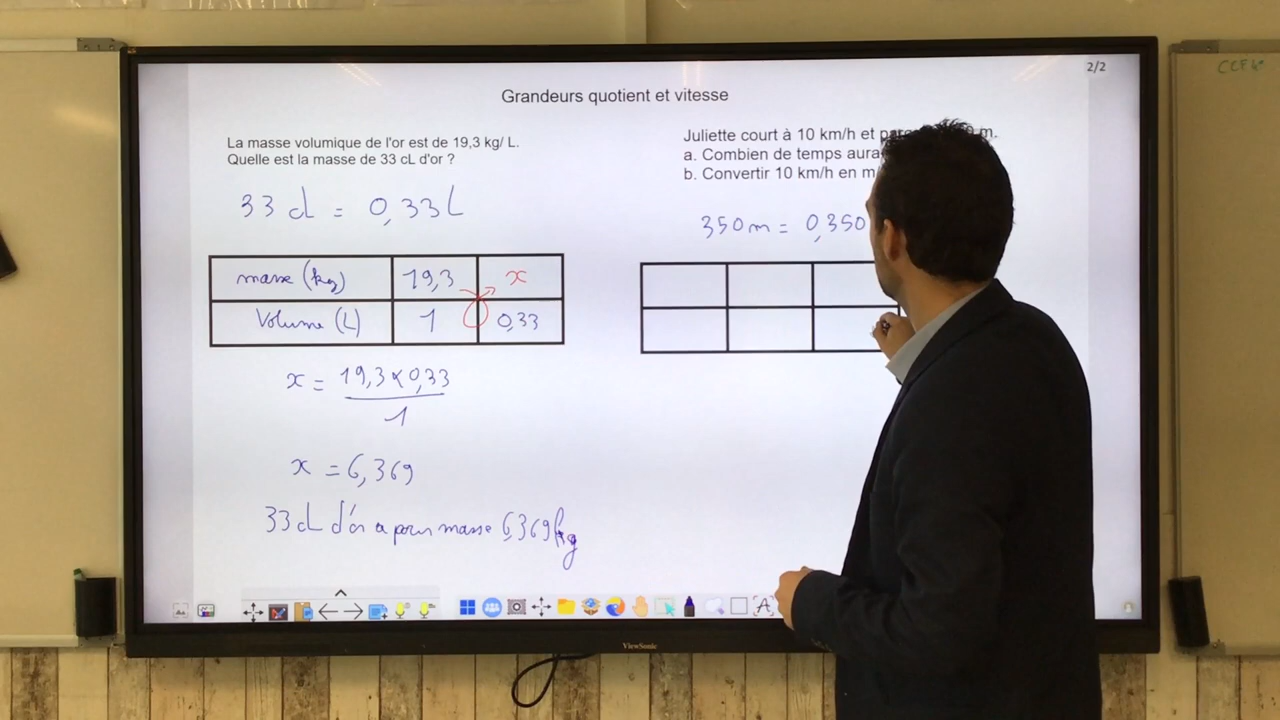 2/2
Grandeurs quotient et vitesse
La masse volumique de l'or est de 19,3 kg/ L.
Quelle est la masse de 33 cL d'or ?
33 cL = 0,33 L
masse (kg) 19,3 x
Volume (L) 1 0,33
x = 19,3 x 0,33
1
x = 6,369
33 cL d'or a pour masse 6,369 kg
Juliette court à 10 km/h et m.
a. Combien de temps
b. Convertir 10 km/h en
350 m = 0,350
CCF
ViewSonic